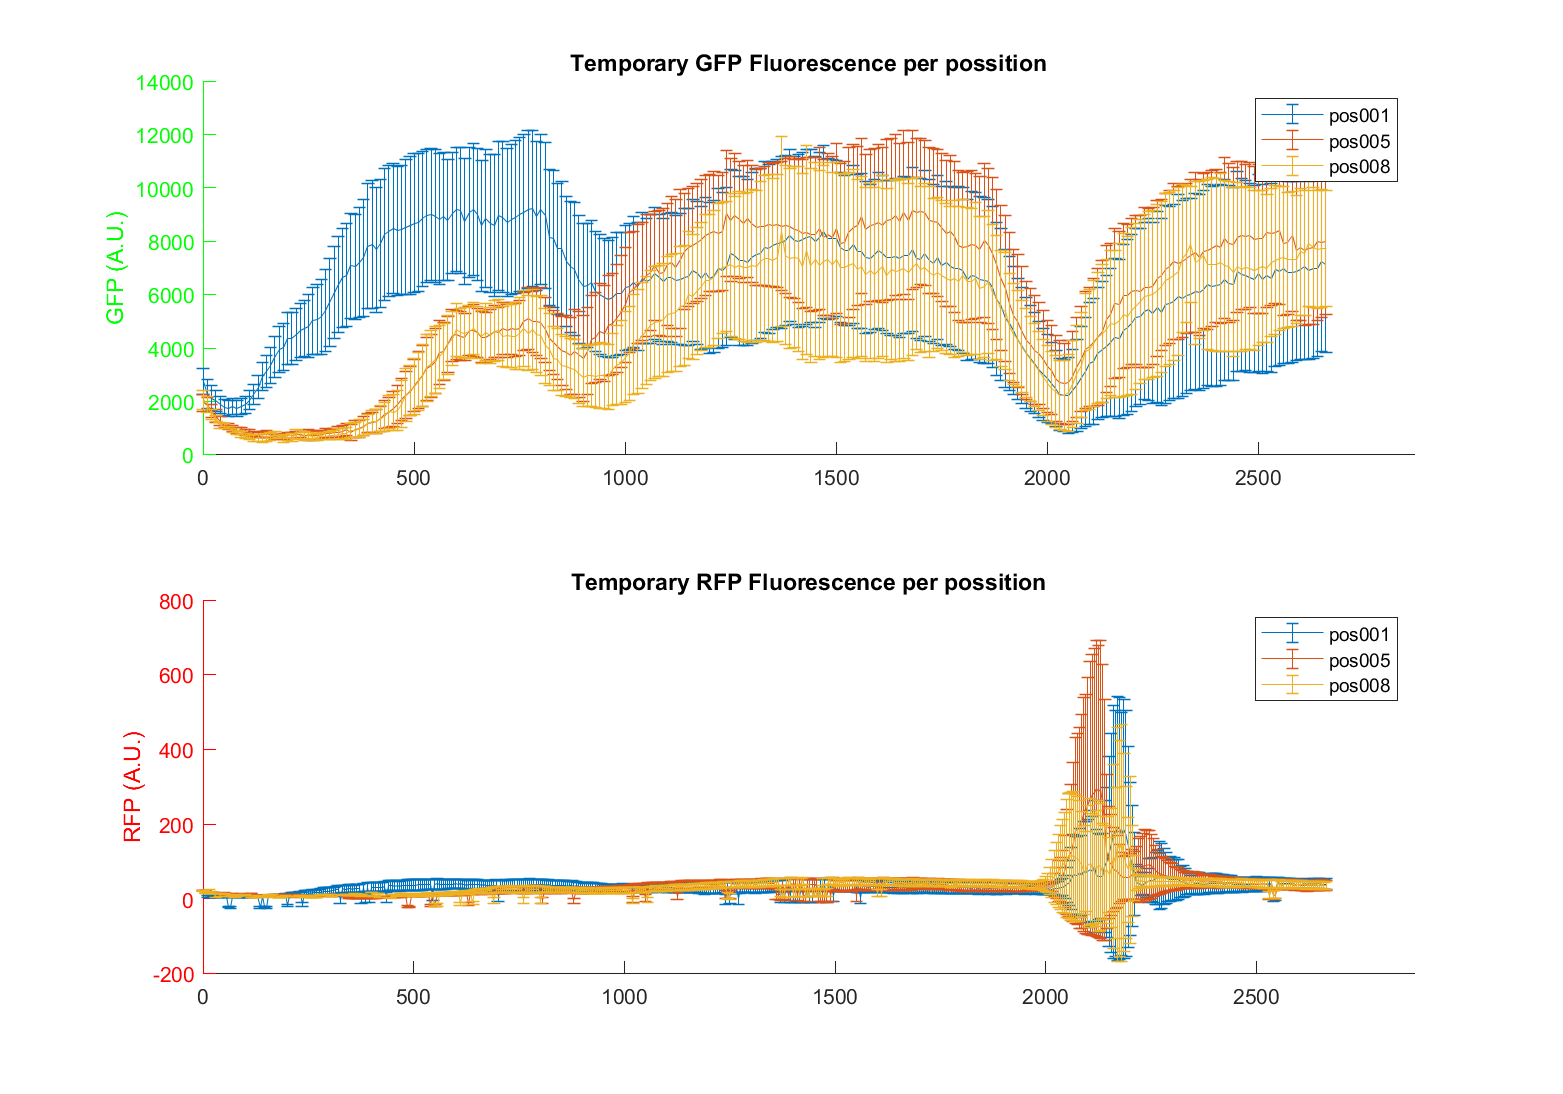 Temporary GFP Fluorescence per possition
GFP (A.U.)
14000
12000
10000
8000
6000
4000
2000
0
0 500 1000 1500 2000 2500
pos001
pos005
pos008
Temporary RFP Fluorescence per possition
RFP (A.U.)
800
600
400
200
0
-200
0 500 1000 1500 2000 2500
pos001
pos005
pos008